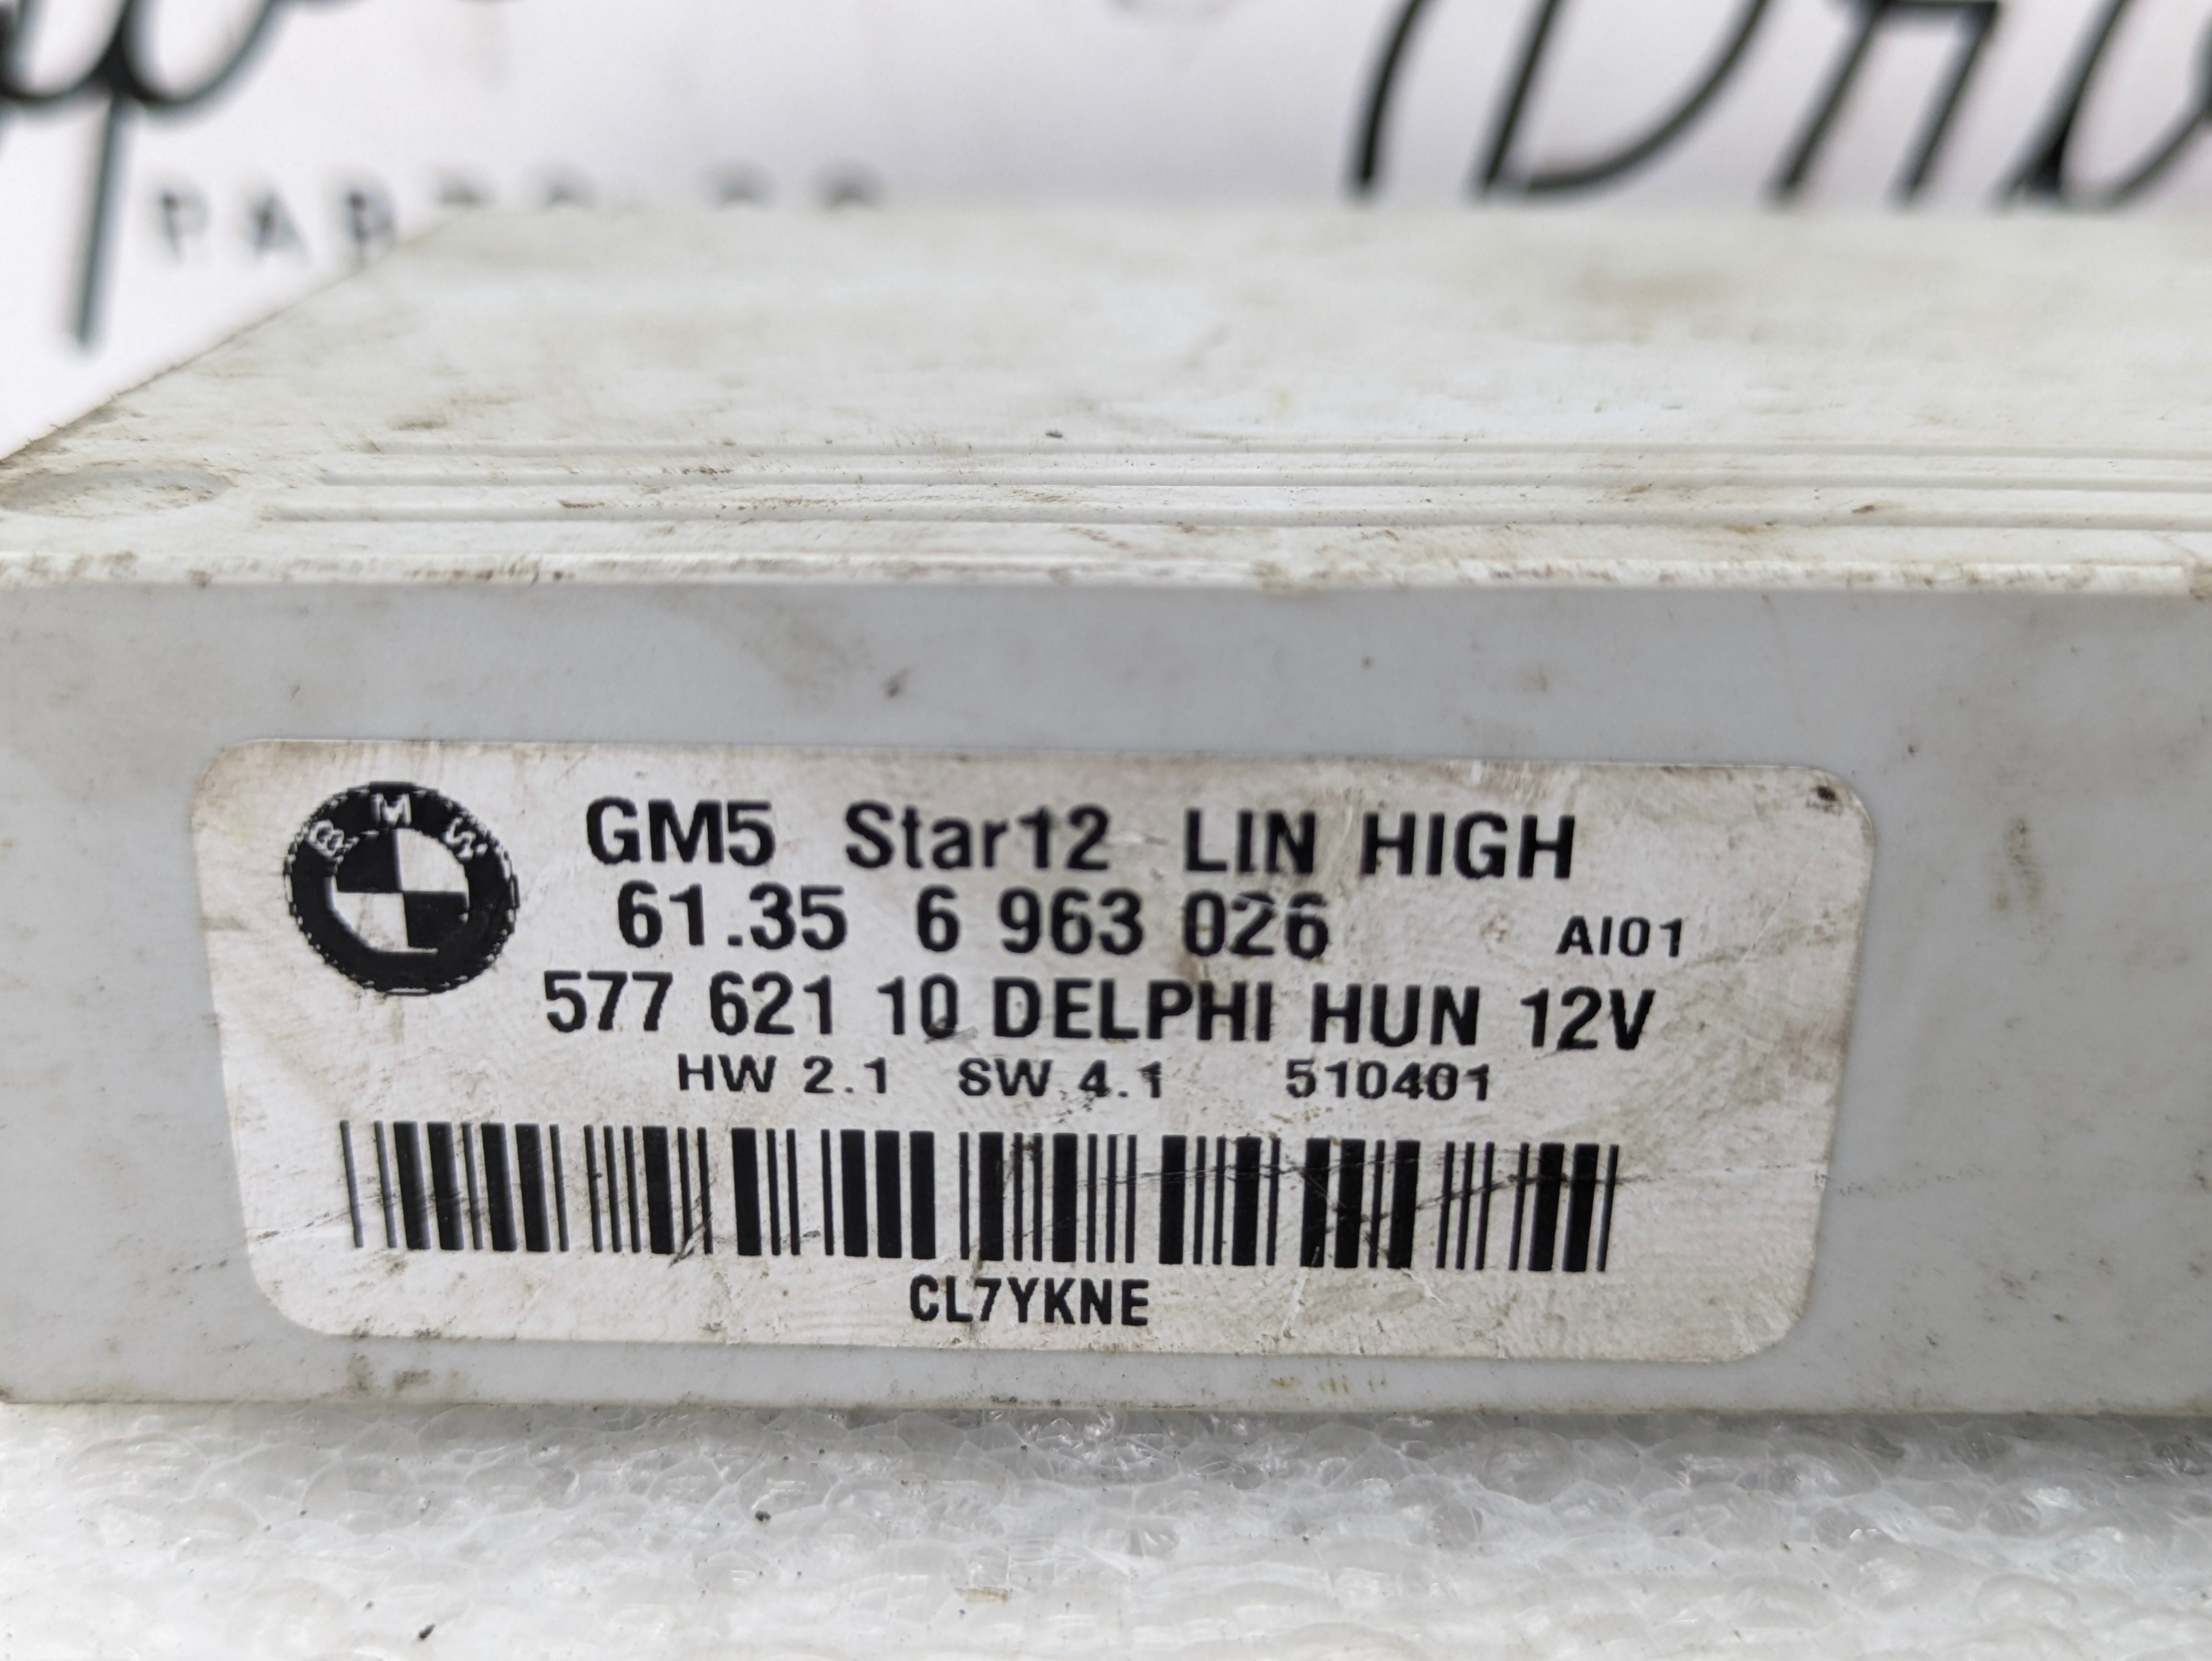 BMW
GM5 Star12 LIN HIGH
61.35 6 963 026 AI01
577 621 10 DELPHI HUN 12V
HW 2.1 SW 4.1 510401
CL7YKNE